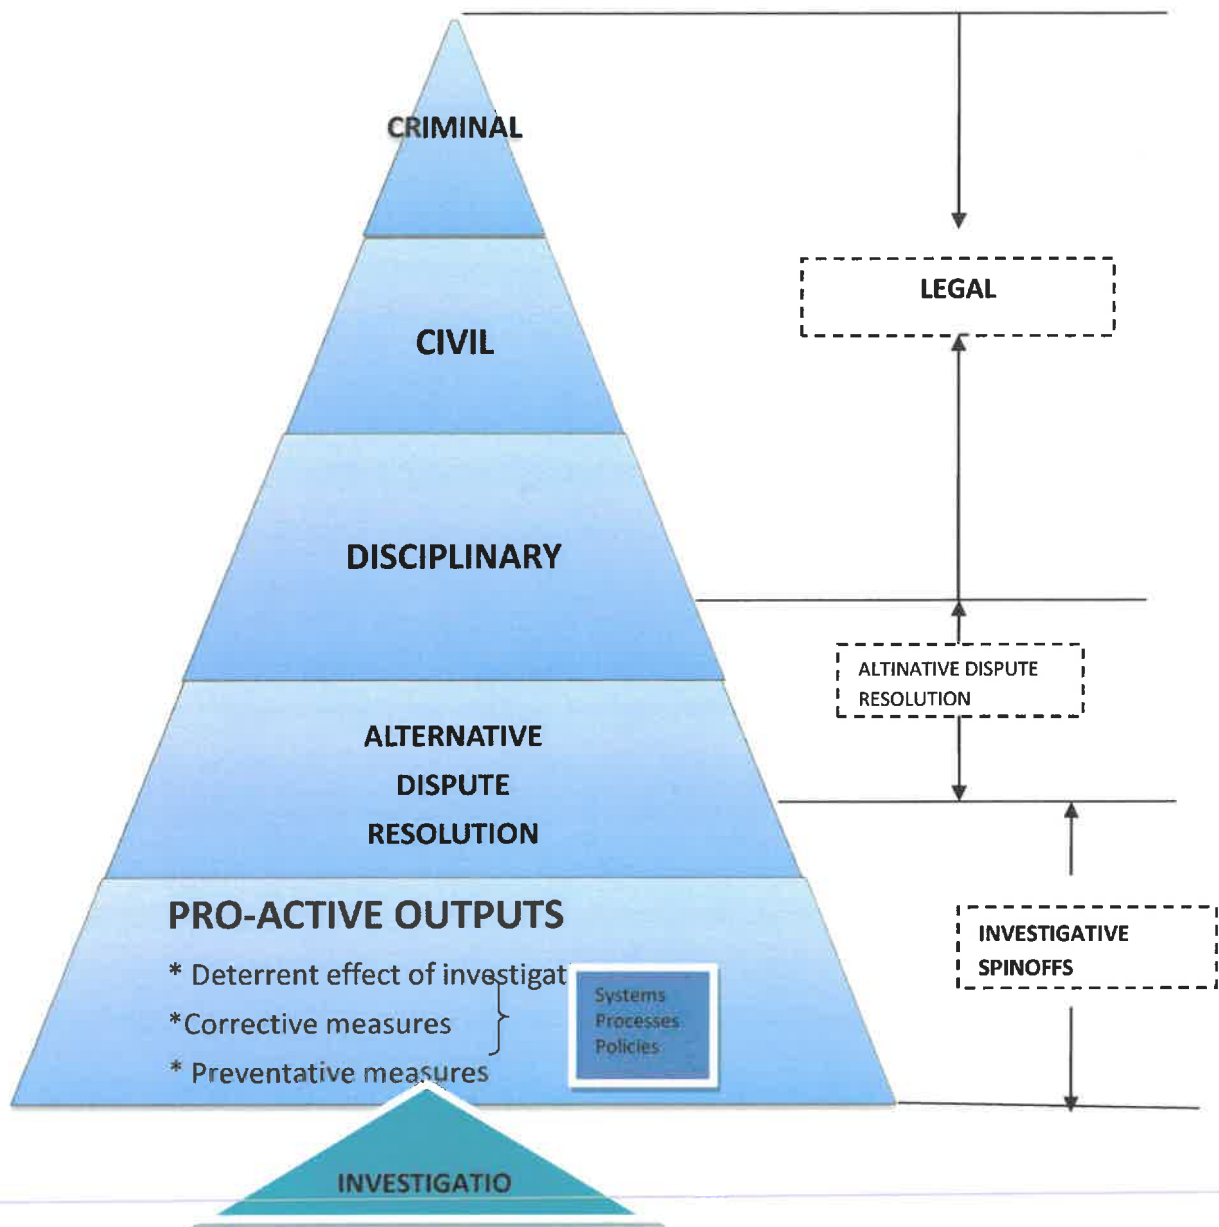 CRIMINAL
LEGAL
CIVIL
DISCIPLINARY
ALTINATIVE DISPUTE
RESOLUTION
ALTERNATIVE
DISPUTE
RESOLUTION
PRO-ACTIVE OUTPUTS
* Deterrent effect of investigati
*Corrective measures
* Preventative measures
Systems
Processes
Policies
INVESTIGATIVE
SPINOFFS
INVESTIGATIO